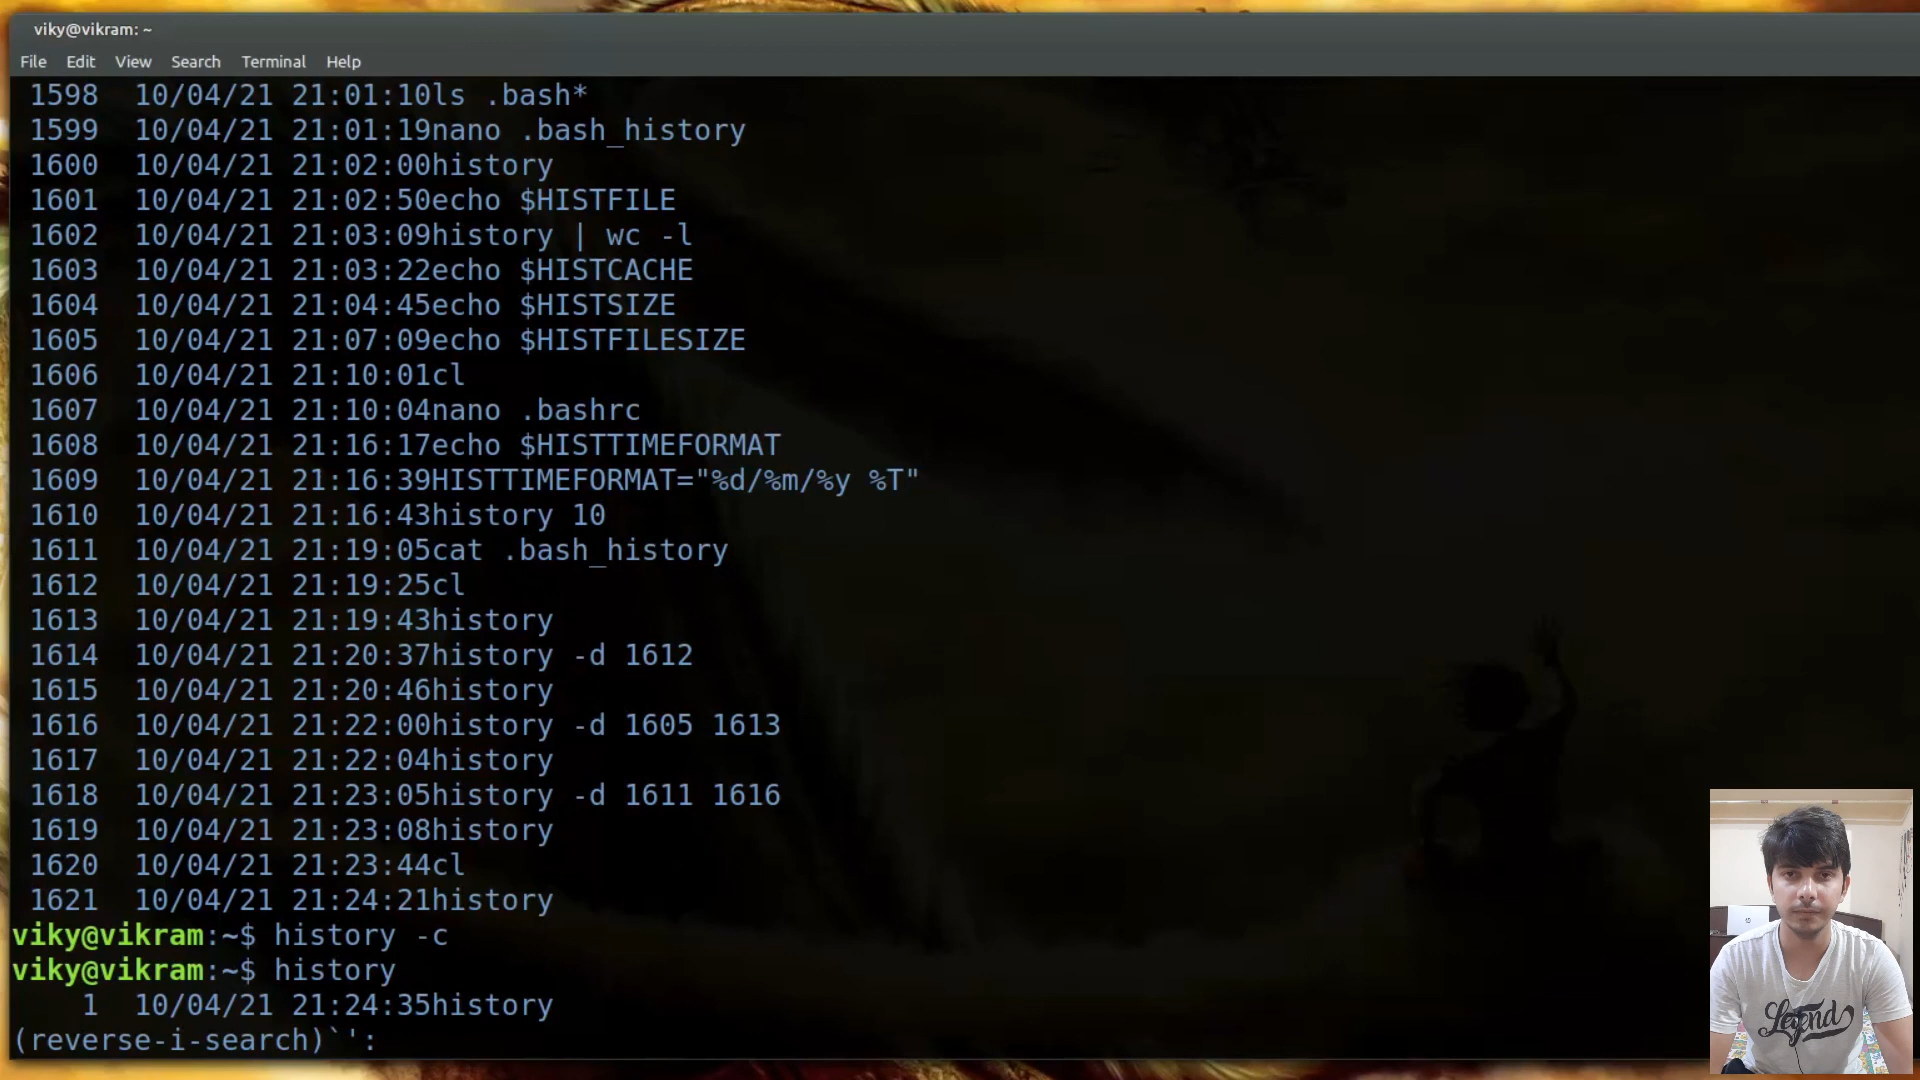 viky@vikram: ~
File Edit View Search Terminal Help
1598 10/04/21 21:01:10ls .bash*
1599 10/04/21 21:01:19nano .bash_history
1600 10/04/21 21:02:00history
1601 10/04/21 21:02:50echo $HISTFILE
1602 10/04/21 21:03:09history | wc -l
1603 10/04/21 21:03:22echo $HISTCACHE
1604 10/04/21 21:04:45echo $HISTSIZE
1605 10/04/21 21:07:09echo $HISTFILESIZE
1606 10/04/21 21:10:01cl
1607 10/04/21 21:10:04nano .bashrc
1608 10/04/21 21:16:17echo $HISTTIMEFORMAT
1609 10/04/21 21:16:39HISTTIMEFORMAT="%d/%m/%y %T"
1610 10/04/21 21:16:43history 10
1611 10/04/21 21:19:05cat .bash_history
1612 10/04/21 21:19:25cl
1613 10/04/21 21:19:43history
1614 10/04/21 21:20:37history -d 1612
1615 10/04/21 21:20:46history
1616 10/04/21 21:22:00history -d 1605 1613
1617 10/04/21 21:22:04history
1618 10/04/21 21:23:05history -d 1611 1616
1619 10/04/21 21:23:08history
1620 10/04/21 21:23:44cl
1621 10/04/21 21:24:21history
viky@vikram:~$ history -c
viky@vikram:~$ history
1 10/04/21 21:24:35history
(reverse-i-search)`':
Legend